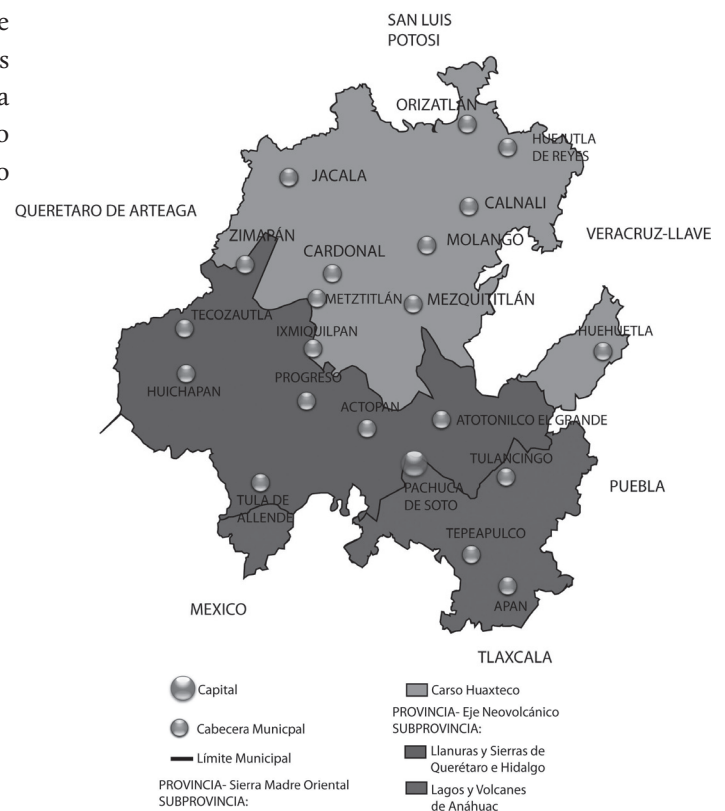 e
s
a
o
o
SAN LUIS
POTOSI
ORIZATLÁN
HUEJUTLA
DE REYES
JACALA
CALNALI
QUERETARO DE ARTEAGA
ZIMAPÁN
MOLANGO
VERACRUZ-LLAVE
CARDONAL
METZTITLÁN
MEZQUITITLÁN
TECOZAUTLA
IXMIQUILPAN
HUEHUETLA
PROGRESO
HUICHAPAN
ACTOPAN
ATOTONILCO EL GRANDE
TULANCINGO
PACHUCA
DE SOTO
PUEBLA
TULA DE
ALLENDE
TEPEAPULCO
APAN
MEXICO
TLAXCALA
Capital
Cabecera Municpal
Límite Municipal
PROVINCIA- Sierra Madre Oriental
SUBPROVINCIA:
Carso Huaxteco
PROVINCIA- Eje Neovolcánico
SUBPROVINCIA:
Llanuras y Sierras de
Querétaro e Hidalgo
Lagos y Volcanes
de Anáhuac